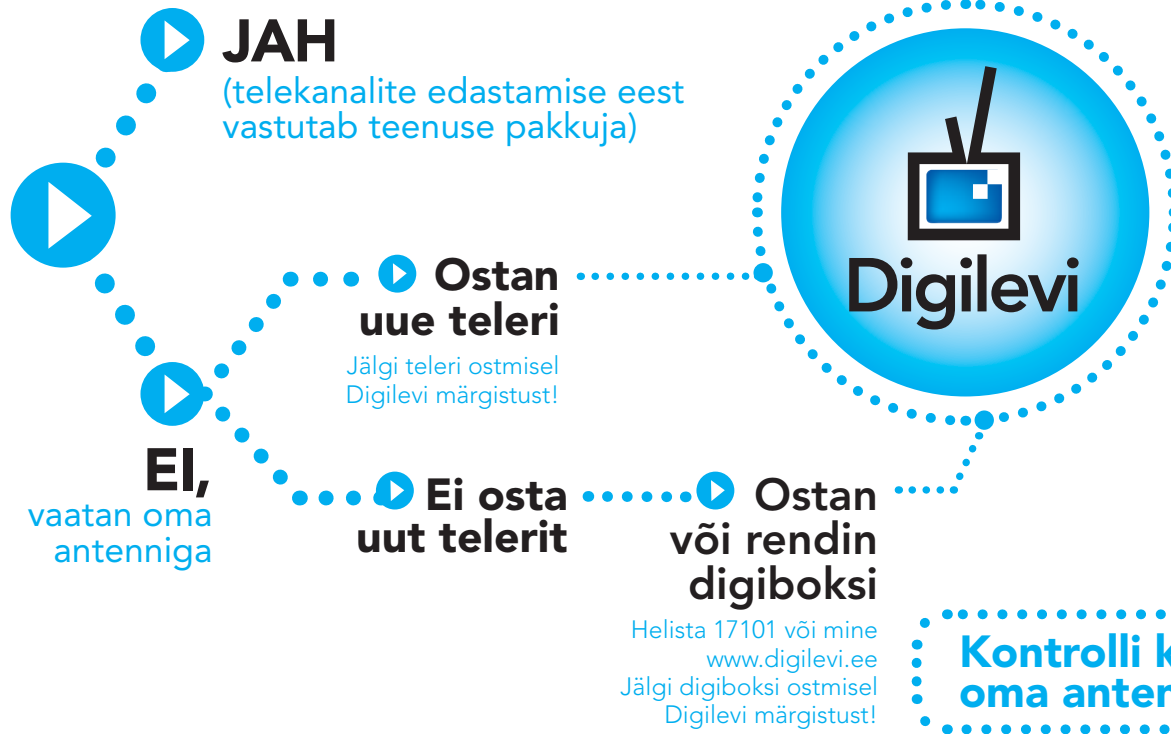 JAH
(telekanalite edastamise eest
vastutab teenuse pakkuja)
Digilevi
Ostan
uue teleri
Jälgi teleri ostmisel
Digilevi märgistust!
EI,
vaatan oma
antenniga
Ei osta
uut telerit
Ostan
või rendin
digiboksi
Helista 17101 või mine
www.digilevi.ee
Jälgi digiboksi ostmisel
Digilevi märgistust!
Kontrolli
oma